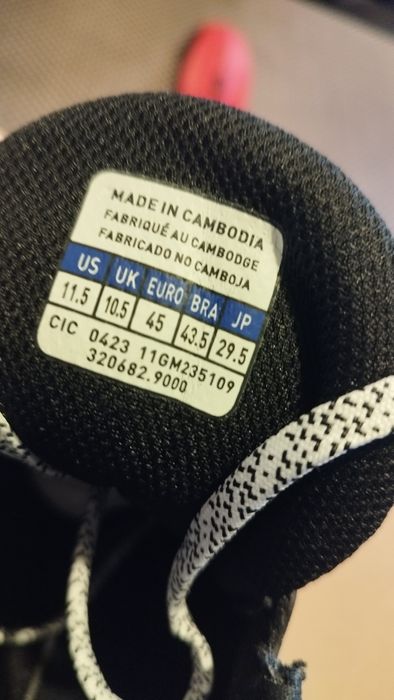 MADE IN CAMBODIA
FABRIQUÉ AU CAMBODGE
FABRICADO NO CAMBOJA
US UK EURO BRA JP
11.5 10.5 45 43.5 29.5
CIC 0423 11GM235109
320682.9000